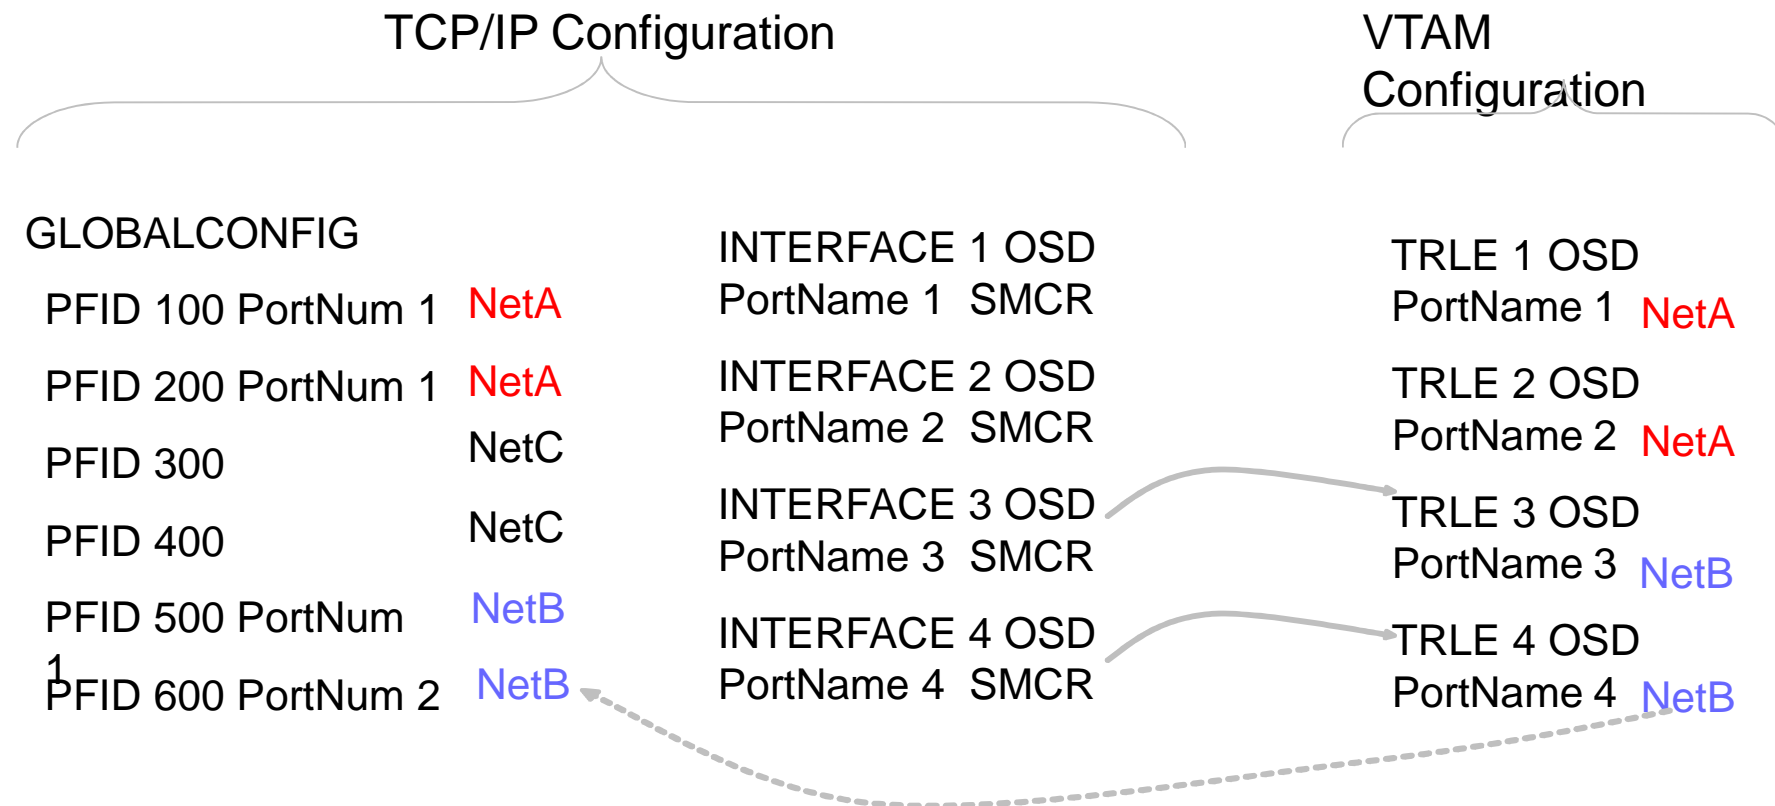 TCP/IP Configuration
VTAM
Configuration
GLOBALCONFIG
PFID 100 PortNum 1 NetA
PFID 200 PortNum 1 NetA
PFID 300 NetC
PFID 400 NetC
PFID 500 PortNum NetB
1
PFID 600 PortNum 2 NetB
INTERFACE 1 OSD
PortName 1 SMCR
INTERFACE 2 OSD
PortName 2 SMCR
INTERFACE 3 OSD
PortName 3 SMCR
INTERFACE 4 OSD
PortName 4 SMCR
TRLE 1 OSD
PortName 1 NetA
TRLE 2 OSD
PortName 2 NetA
TRLE 3 OSD
PortName 3 NetB
TRLE 4 OSD
PortName 4 NetB